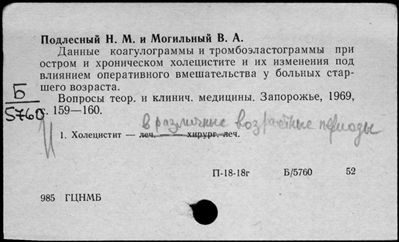 Подлесный Н. М. и Могильный В. А.
Данные коагулограммы и тромбоэластограммы при
остром и хроническом холецистите и их изменения под
влиянием оперативного вмешательства у больных стар-
шего возраста.
Вопросы теор. и клинич. медицины. Запорожье, 1969,
с. 159—160.
Б
5760
в различные возрастные периоды
1. Холецистит — леч. — хирург. леч.
П-18-18г Б/5760 52
985 ГЦНМБ